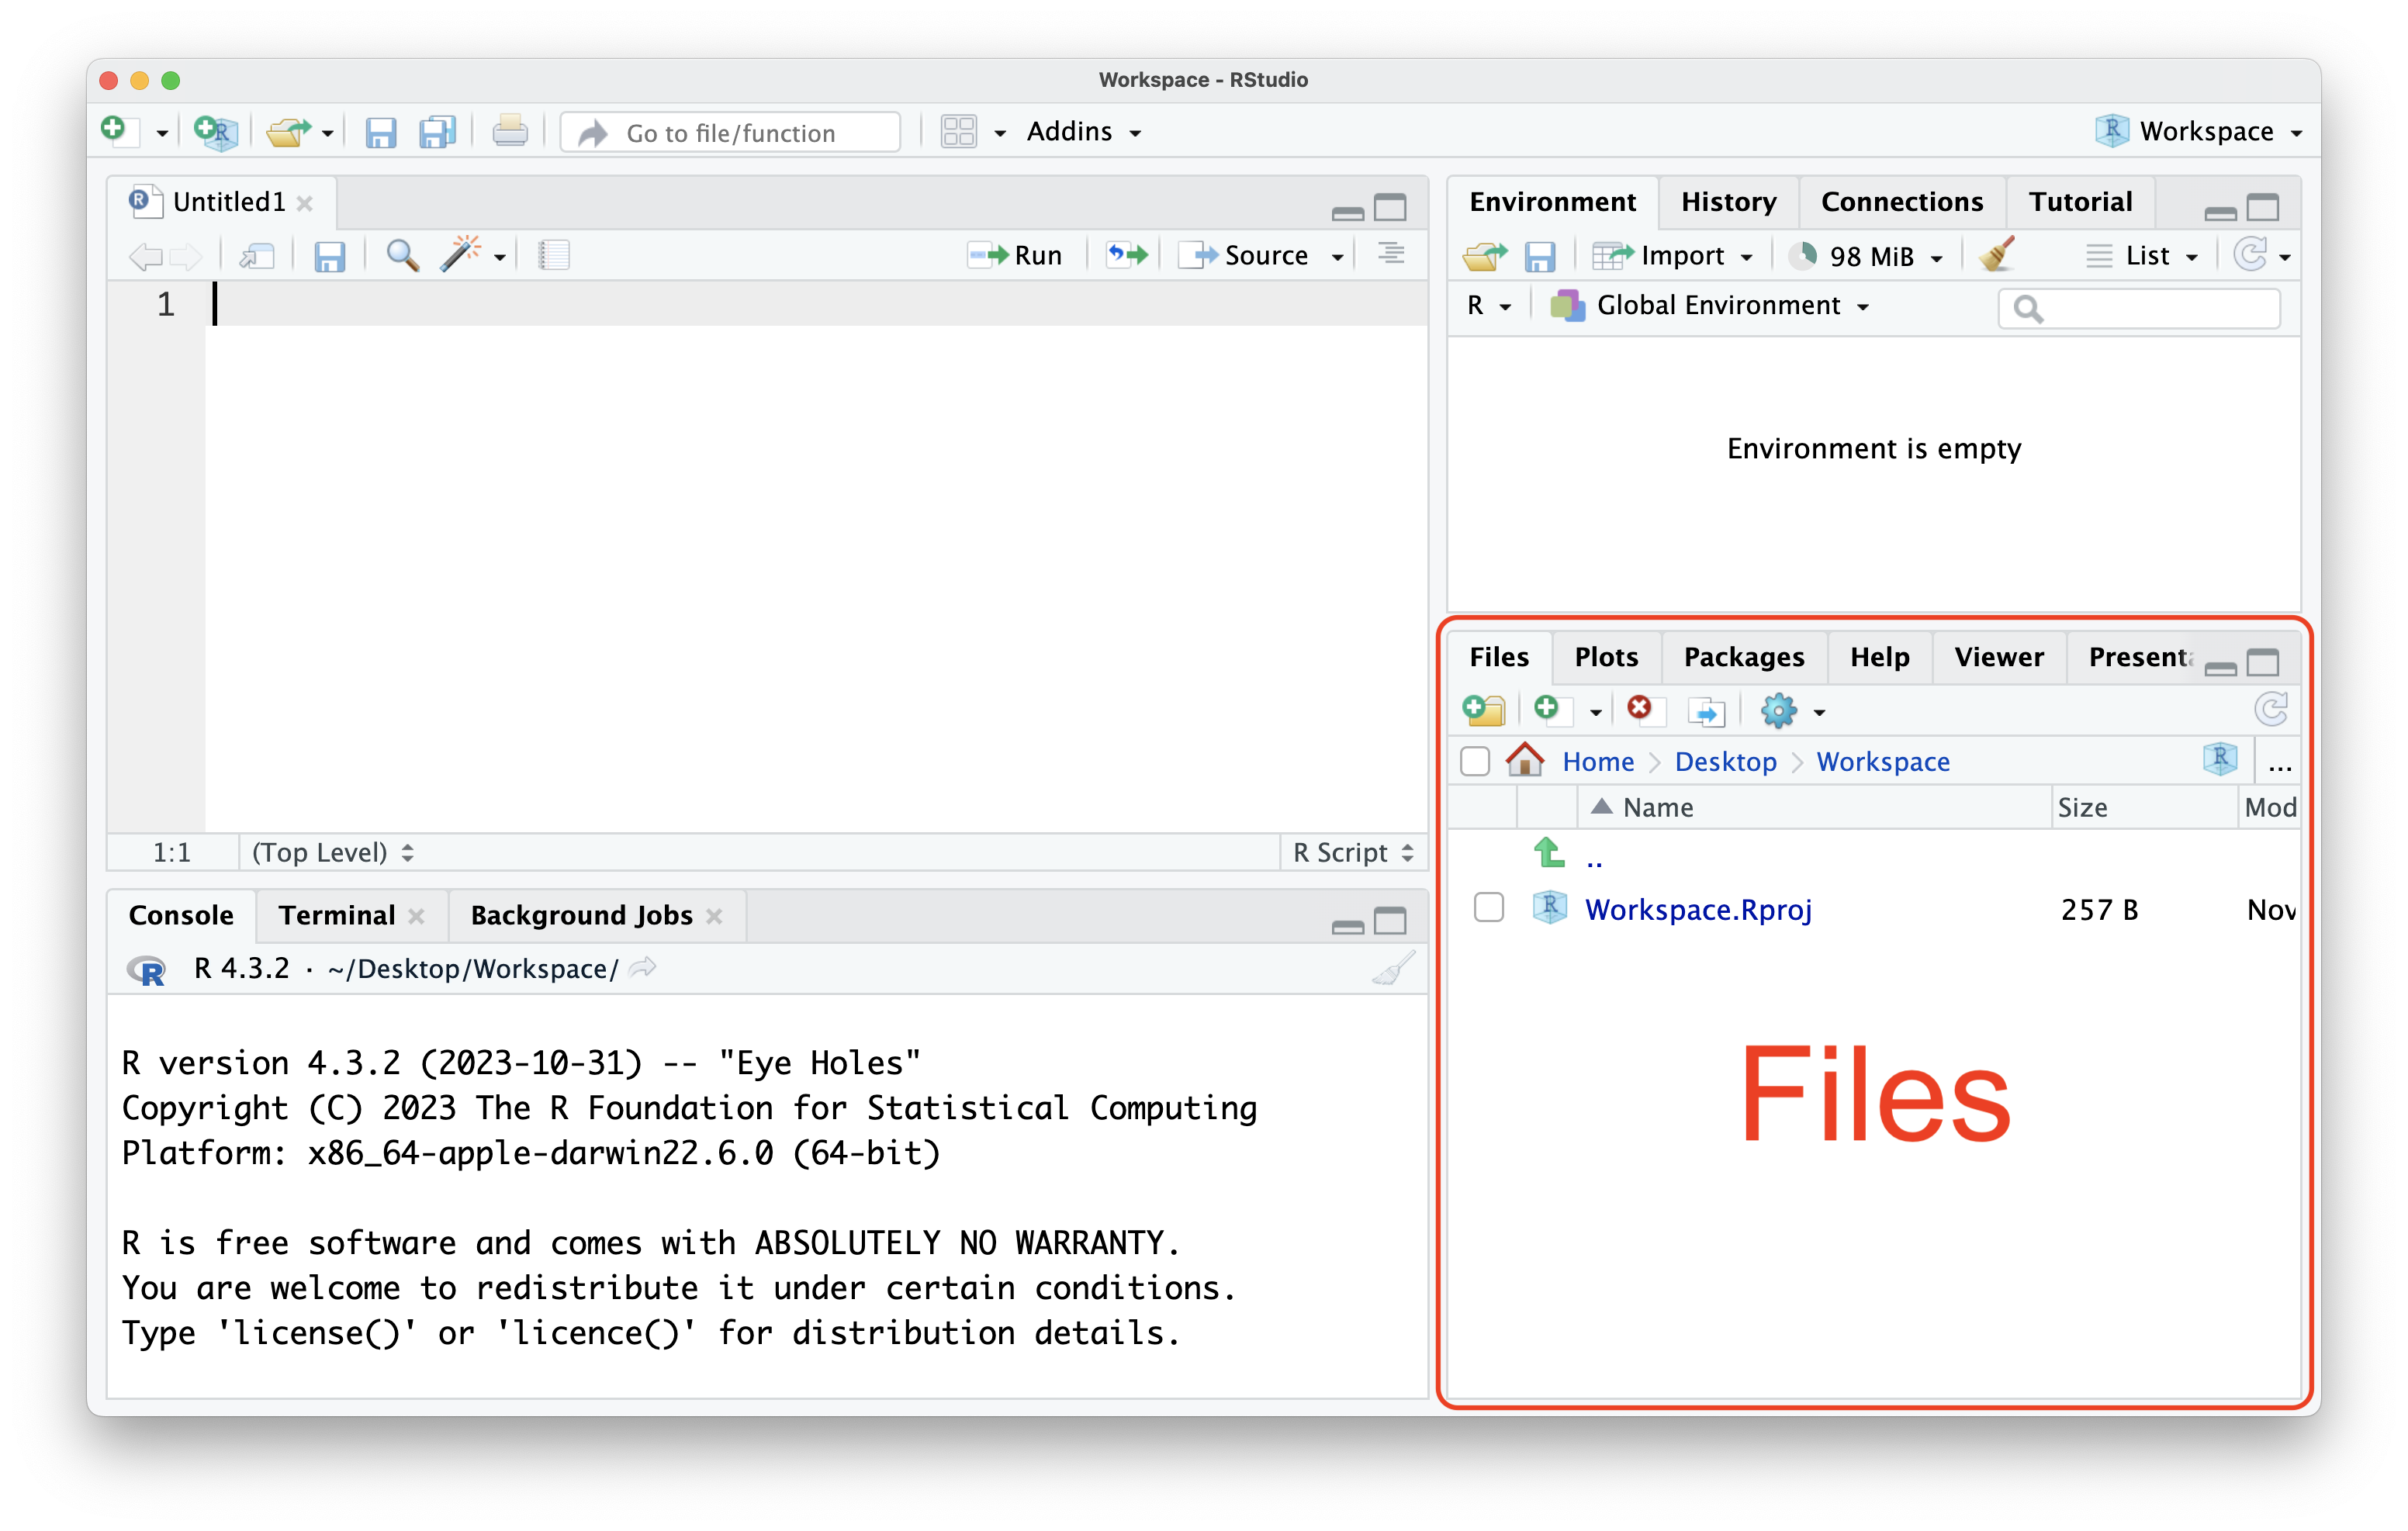 Workspace - RStudio
Go to file/function
Addins
Workspace
Untitled1
Run
Source
1
1:1
(Top Level)
R Script
Console
Terminal
Background Jobs
R 4.3.2 · ~/Desktop/Workspace/
R version 4.3.2 (2023-10-31) -- "Eye Holes"
Copyright (C) 2023 The R Foundation for Statistical Computing
Platform: x86_64-apple-darwin22.6.0 (64-bit)
R is free software and comes with ABSOLUTELY NO WARRANTY.
You are welcome to redistribute it under certain conditions.
Type 'license()' or 'licence()' for distribution details.
Environment
History
Connections
Tutorial
Import
98 MiB
List
R
Global Environment
Environment is empty
Files
Plots
Packages
Help
Viewer
Presenta
Home
Desktop
Workspace
...
Name
Size
Mod
..
Workspace.Rproj
257 B
Nov
Files